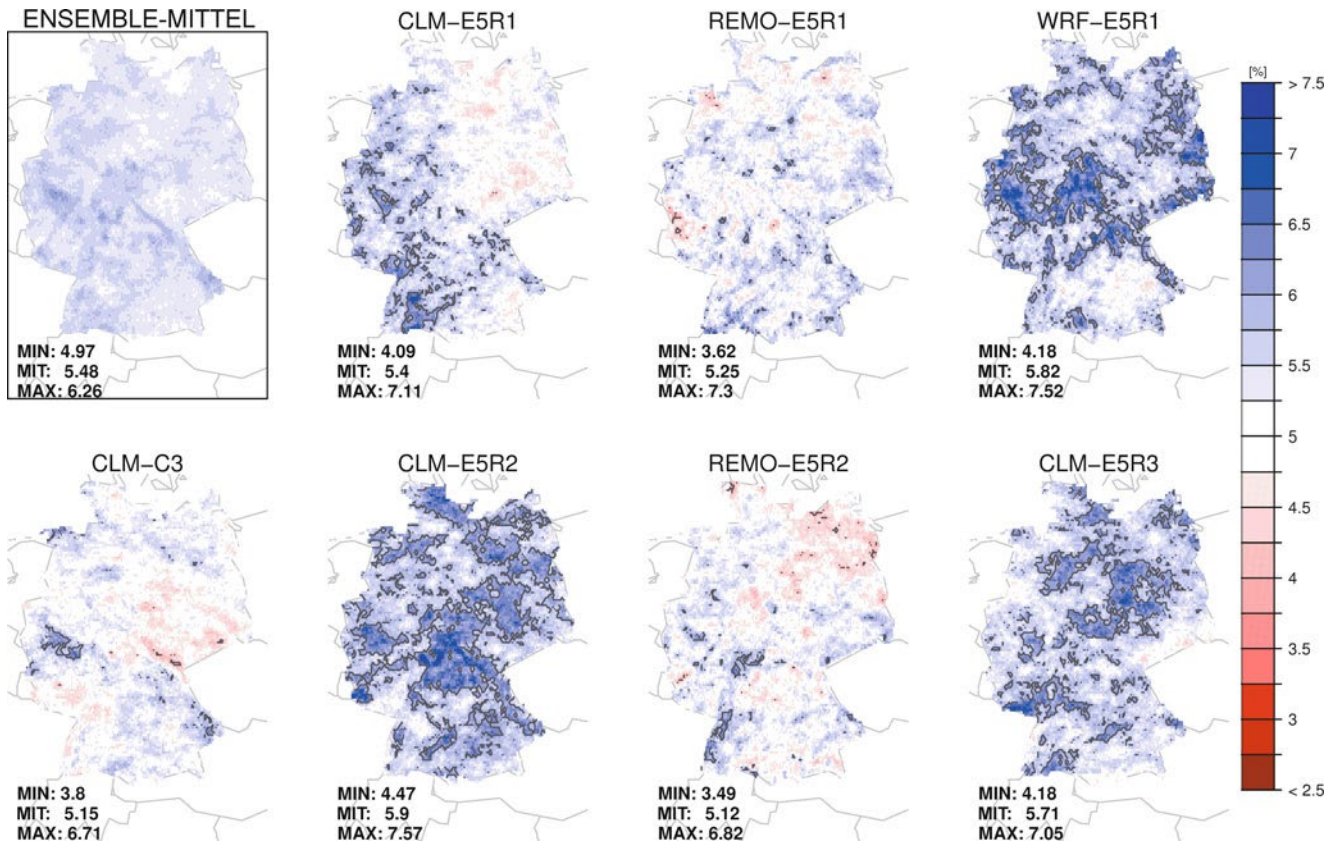 ENSEMBLE-MITTEL
CLM-E5R1
REMO-E5R1
WRF-E5R1
MIN: 4.97
MIT: 5.48
MAX: 6.26
MIN: 4.09
MIT: 5.4
MAX: 7.11
MIN: 3.62
MIT: 5.25
MAX: 7.3
MIN: 4.18
MIT: 5.82
MAX: 7.52
CLM-C3
CLM-E5R2
REMO-E5R2
CLM-E5R3
MIN: 3.8
MIT: 5.15
MAX: 6.71
MIN: 4.47
MIT: 5.9
MAX: 7.57
MIN: 3.49
MIT: 5.12
MAX: 6.82
MIN: 4.18
MIT: 5.71
MAX: 7.05
[%]
> 7.5
7
6.5
6
5.5
5
4.5
4
3.5
3
< 2.5